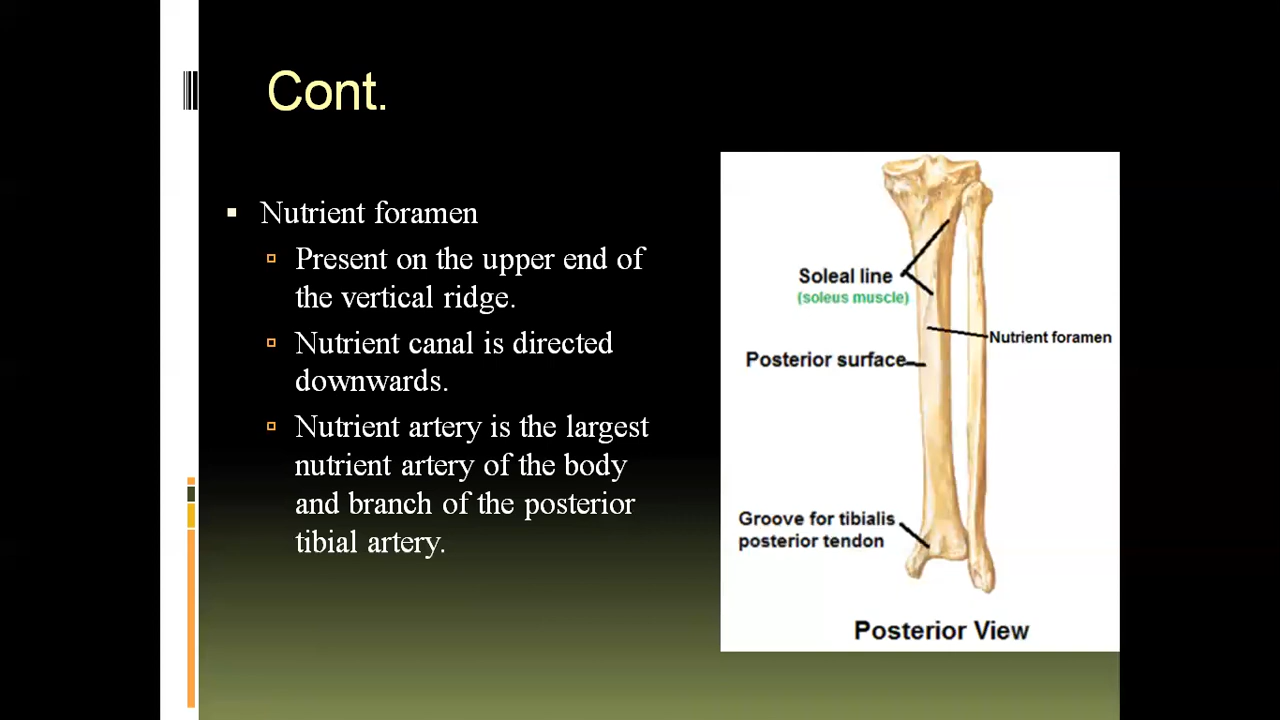 Cont.
Nutrient foramen
Present on the upper end of
the vertical ridge.
Nutrient canal is directed
downwards.
Nutrient artery is the largest
nutrient artery of the body
and branch of the posterior
tibial artery.
Soleal line
(soleus muscle)
Nutrient foramen
Posterior surface
Groove for tibialis
posterior tendon
Posterior View